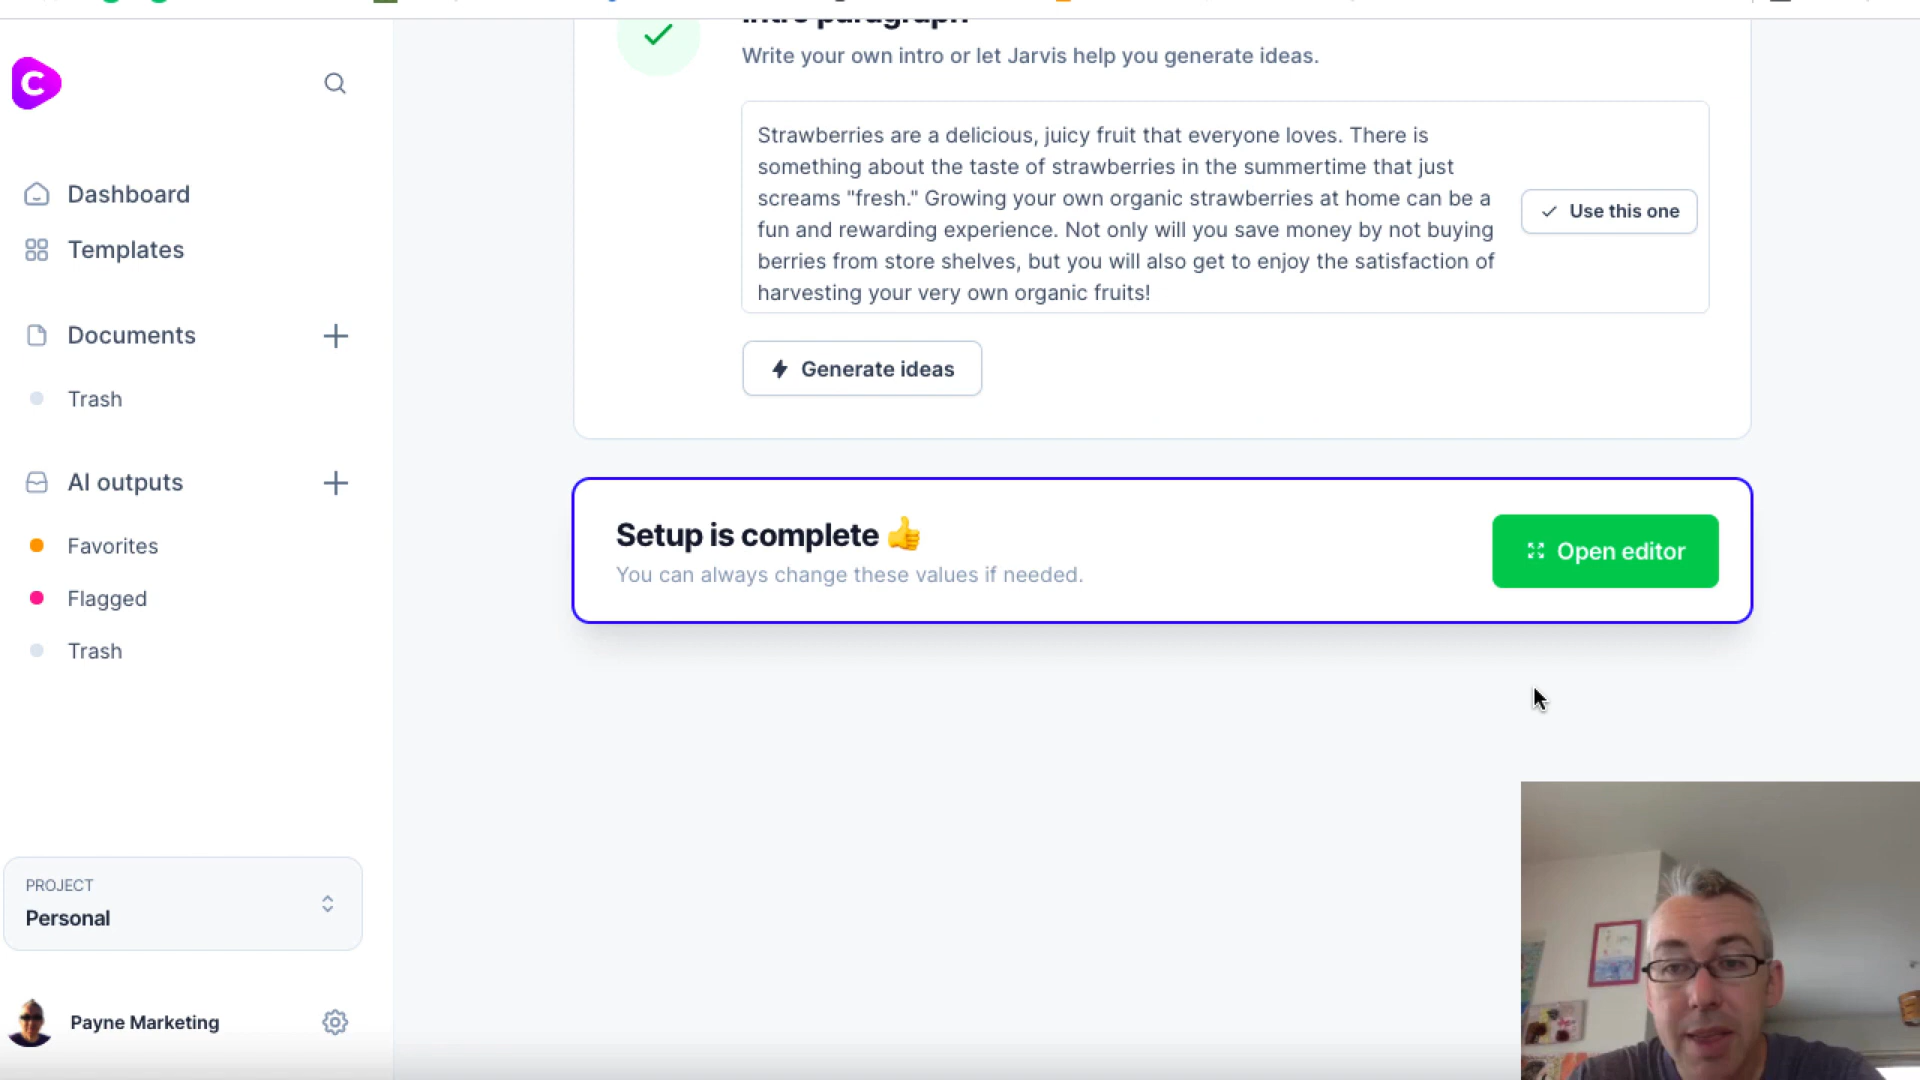 C
Dashboard
Templates
Documents
Trash
AI outputs
Favorites
Flagged
Trash
PROJECT
Personal
Payne Marketing
Intro paragraph
Write your own intro or let Jarvis help you generate ideas.
Strawberries are a delicious, juicy fruit that everyone loves. There is
something about the taste of strawberries in the summertime that just
screams "fresh." Growing your own organic strawberries at home can be a
fun and rewarding experience. Not only will you save money by not buying
berries from store shelves, but you will also get to enjoy the satisfaction of
harvesting your very own organic fruits!
Use this one
Generate ideas
Setup is complete 👍
You can always change these values if needed.
Open editor